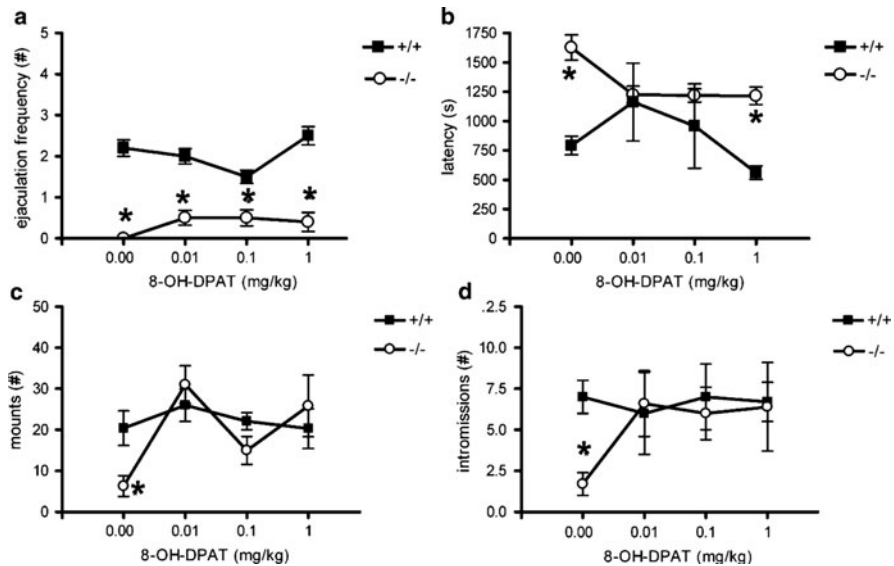 a
ejaculation frequency (#)
5
4
3
2
1
0
* * * *
0.00 0.01 0.1 1
8-OH-DPAT (mg/kg)
+/+
-/-
b
latency (s)
1750
1500
1250
1000
750
500
250
0
* *
0.00 0.01 0.1 1
8-OH-DPAT (mg/kg)
+/+
-/-
c
mounts (#)
50
40
30
20
10
0
*
0.00 0.01 0.1 1
8-OH-DPAT (mg/kg)
+/+
-/-
d
intromissions (#)
.2.5
10.0
7.5
5.0
2.5
0.0
*
0.00 0.01 0.1 1
8-OH-DPAT (mg/kg)
+/+
-/-